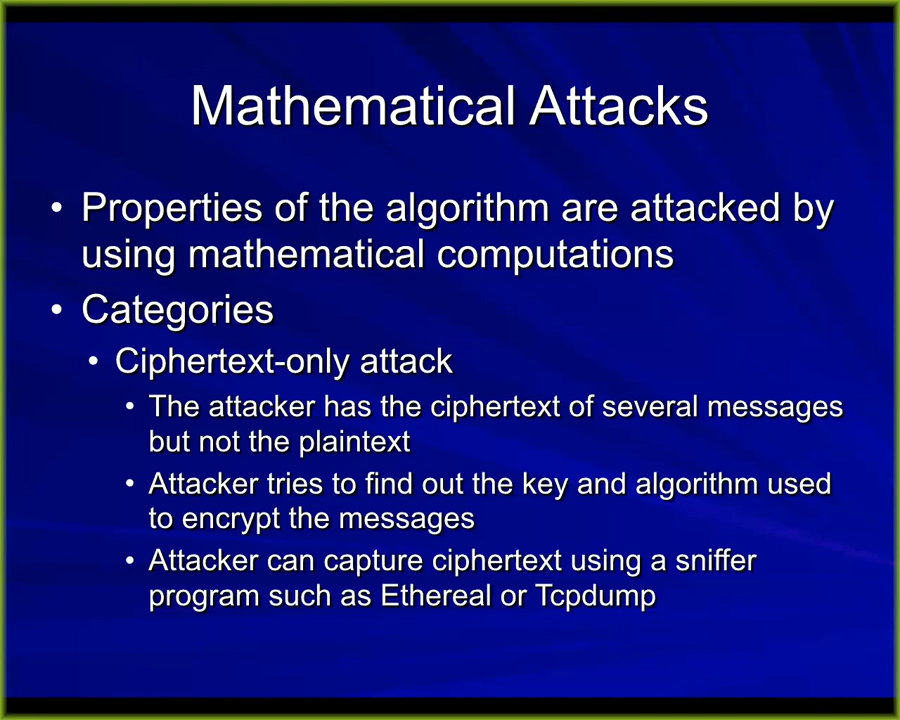 Mathematical Attacks
• Properties of the algorithm are attacked by
using mathematical computations
• Categories
• Ciphertext-only attack
• The attacker has the ciphertext of several messages
but not the plaintext
• Attacker tries to find out the key and algorithm used
to encrypt the messages
• Attacker can capture ciphertext using a sniffer
program such as Ethereal or Tcpdump